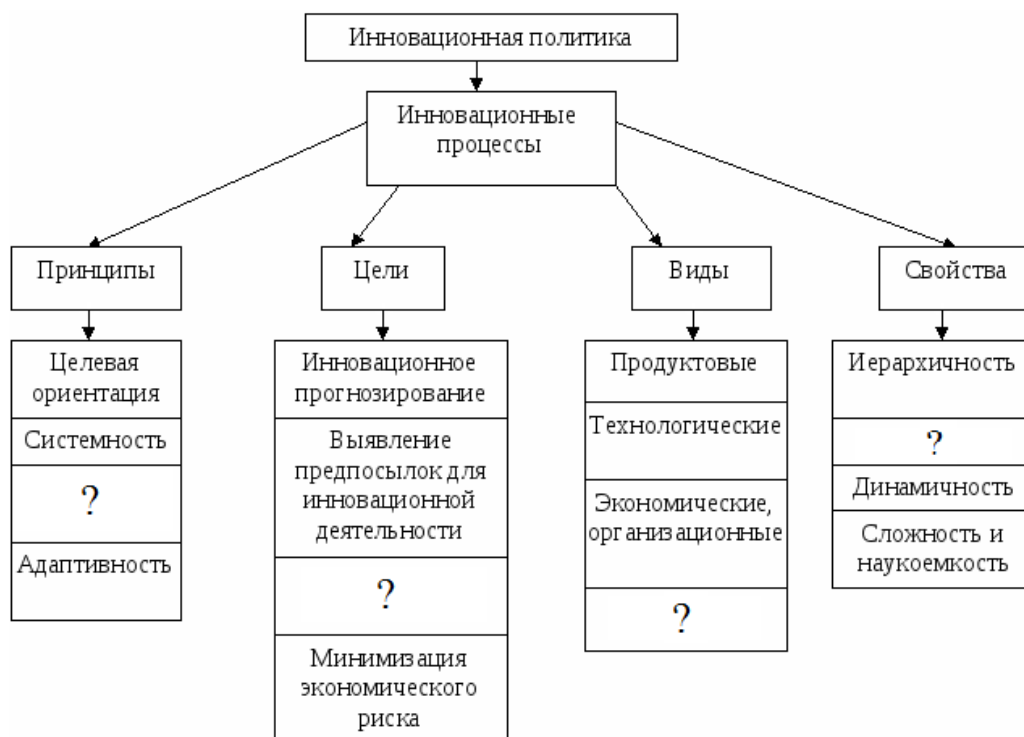 Инновационная политика
Инновационные
процессы
Принципы
Цели
Виды
Свойства
Целевая
ориентация
Системность
?
Адаптивность
Инновационное
прогнозирование
Выявление
предпосылок для
инновационной
деятельности
?
Минимизация
экономического
риска
Продуктовые
Технологические
Экономические,
организационные
?
Иерархичность
?
Динамичность
Сложность и
наукоемкость